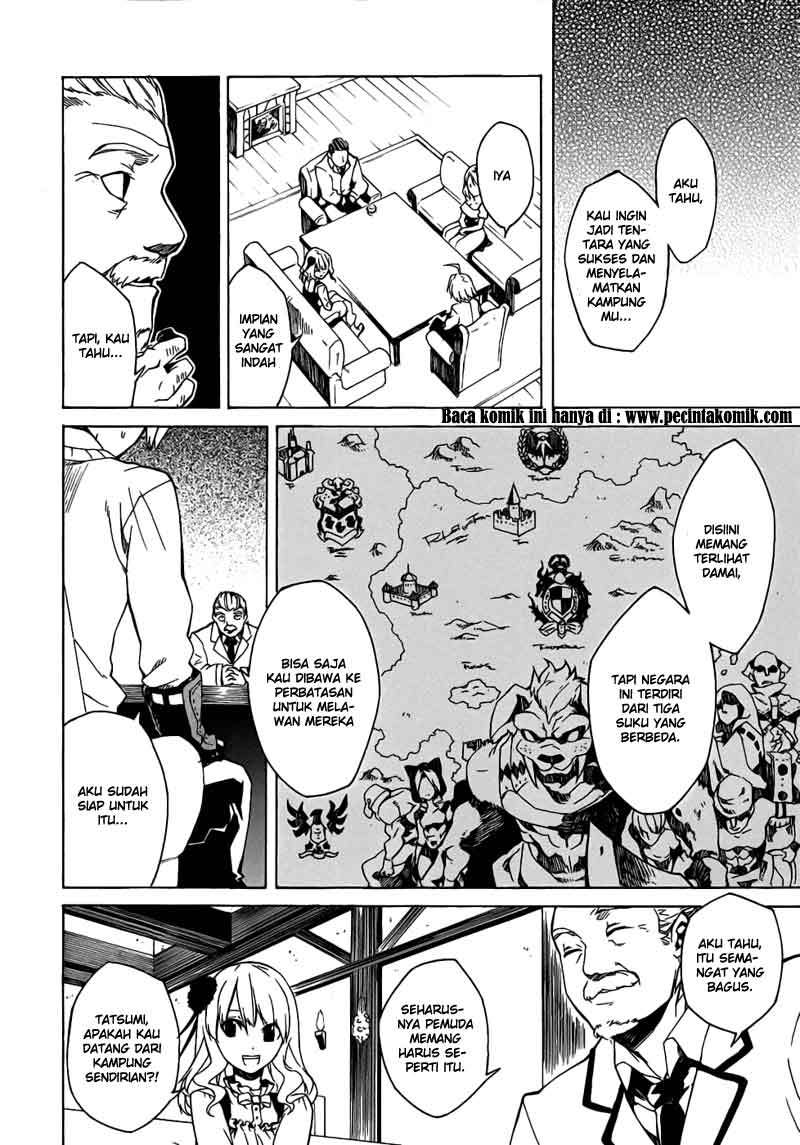 AKU
TAHU,
KAU INGIN
JADI TEN-
TARA YANG
SUKSES DAN
MENYELA-
MATKAN
KAMPUNG
MU...
IYA
IMPIAN
YANG
SANGAT
INDAH
TAPI, KAU
TAHU...
Baca komik ini hanya di : www.pecintakomik.com
DISIINI
MEMANG
TERLIHAT
DAMAI,
TAPI NEGARA
INI TERDIRI
DARI TIGA
SUKU YANG
BERBEDA.
BISA SAJA
KAU DIBAWA KE
PERBATASAN
UNTUK MELA-
WAN MEREKA
AKU SUDAH
SIAP UNTUK
ITU...
AKU TAHU,
ITU SEMA-
NGAT YANG
BAGUS.
SEHARUS-
NYA PEMUDA
MEMANG
HARUS SE-
PERTI ITU.
TATSUMI,
APAKAH KAU
DATANG DARI
KAMPUNG
SENDIRIAN?!